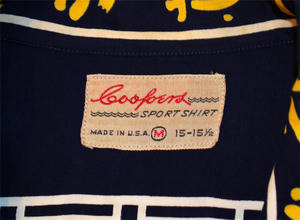 Coopers
SPORT SHIRT
MADE IN U.S.A. M 15-15½